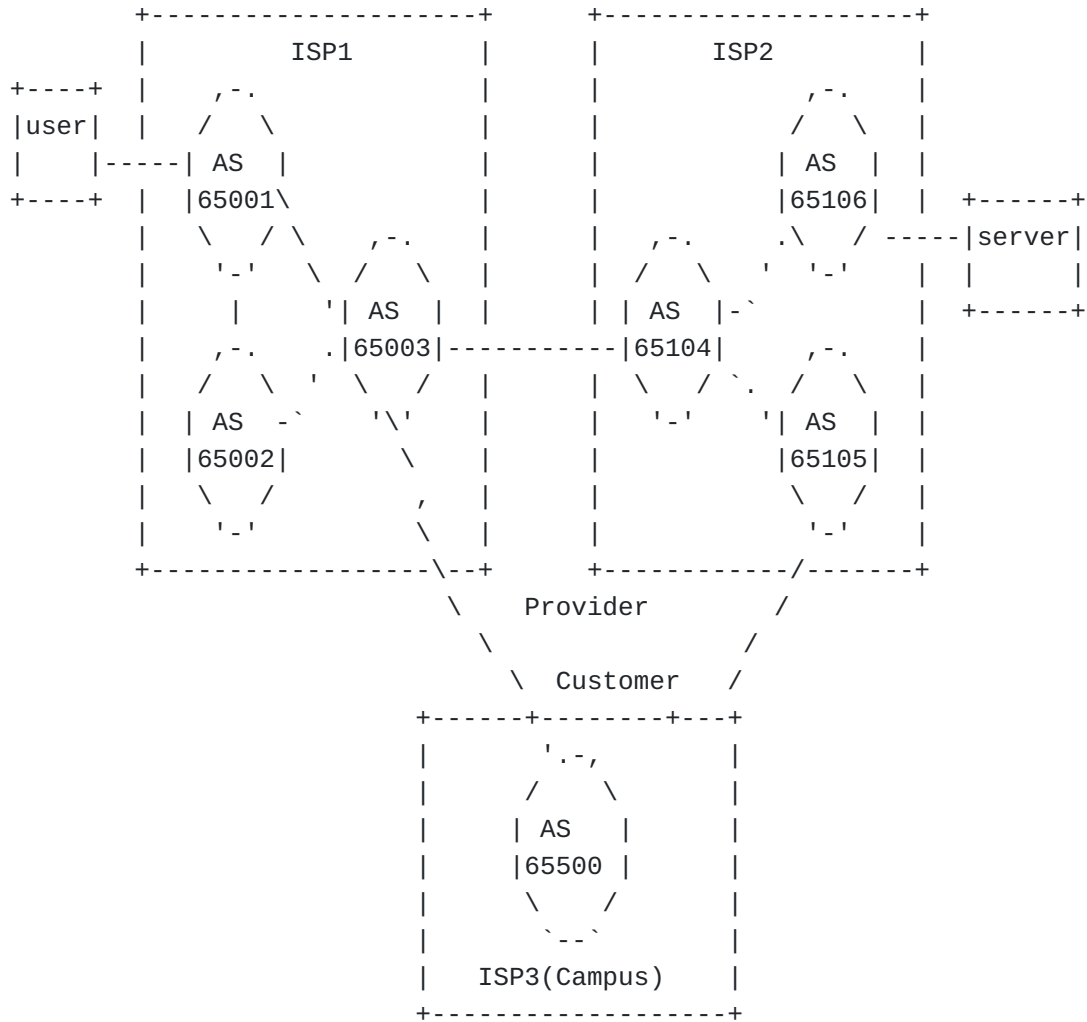 ISP1 ISP2
user
AS AS
65001 65106
server
AS AS
65003 65104
AS AS
65002 65105
Provider
Customer
AS
65500
ISP3(Campus)